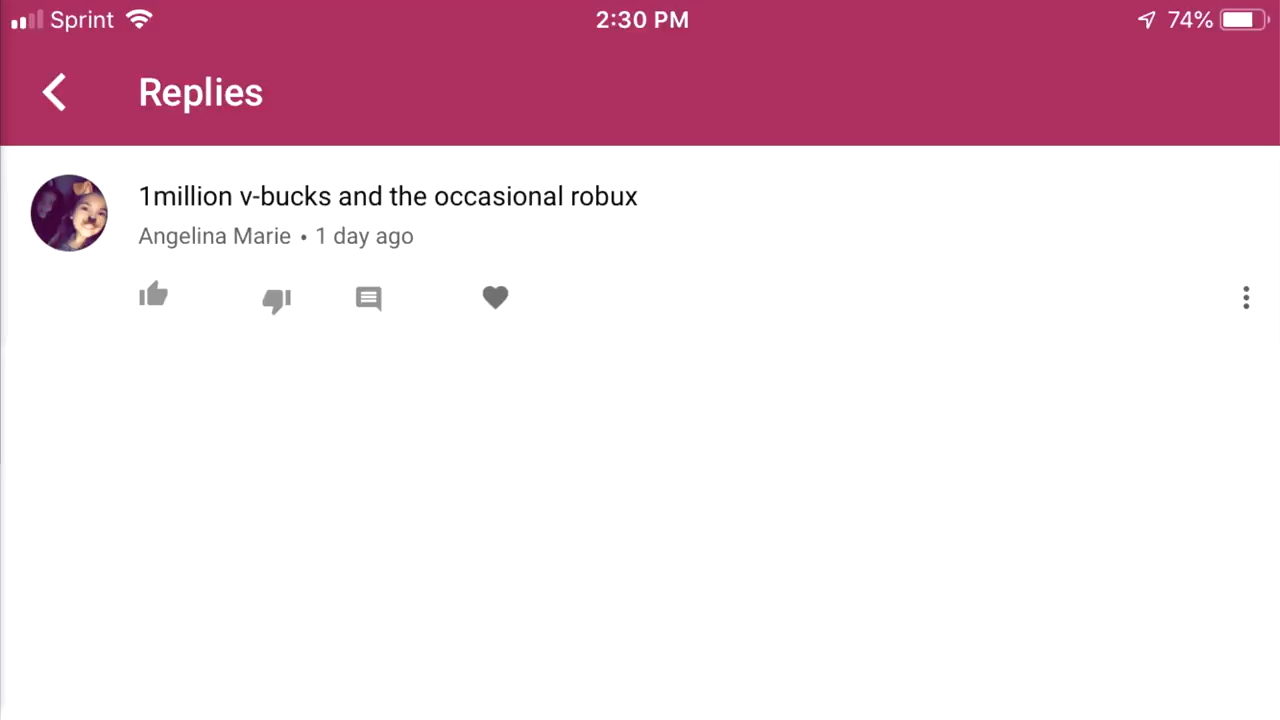 Sprint 2:30 PM 74%
Replies
1million v-bucks and the occasional robux
Angelina Marie • 1 day ago